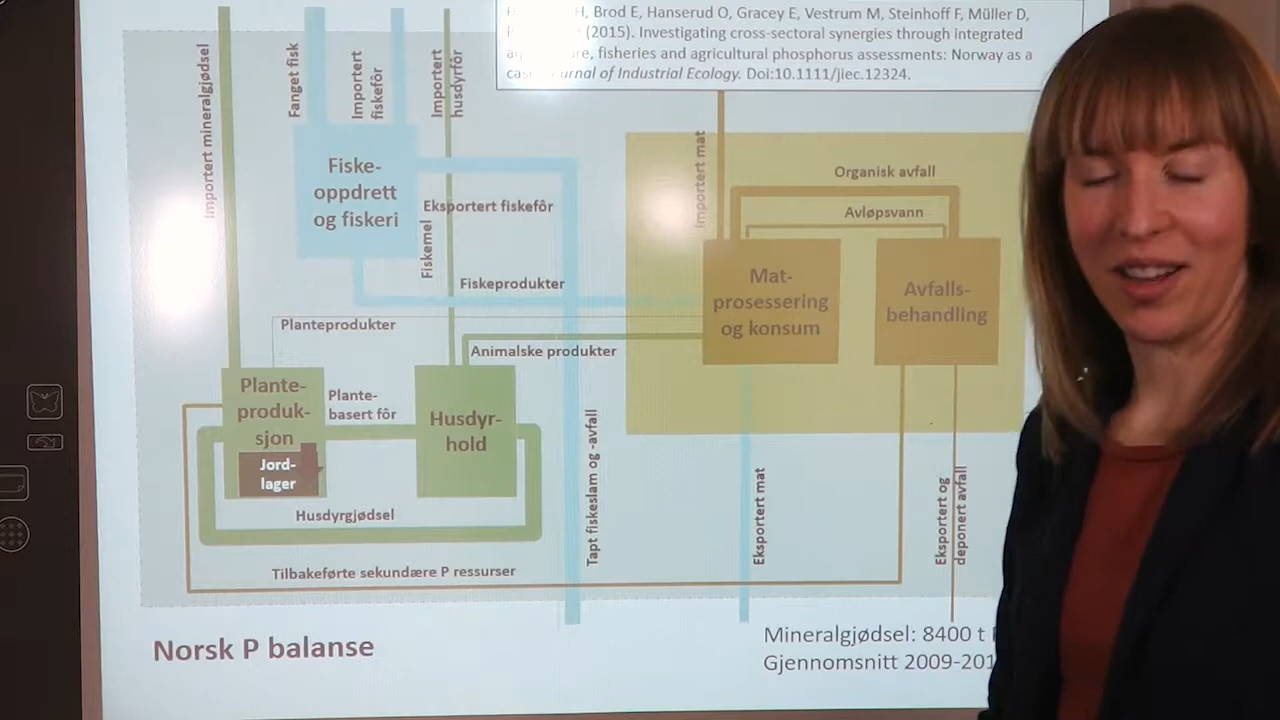 H, Brod E, Hanserud O, Gracey E, Vestrum M, Steinhoff F, Müller D,
(2015). Investigating cross-sectoral synergies through integrated
fisheries and agricultural phosphorus assessments: Norway as a
Journal of Industrial Ecology. Doi:10.1111/jiec.12324.
Importert mineralgjødsel
Fanget fisk
Importert
fiskefôr
Importert
husdyrfôr
Importert mat
Fiske-
oppdrett
og fiskeri
Eksportert fiskefôr
Fiskemel
Fiskeprodukter
Organisk avfall
Avløpsvann
Mat-
prosessering
og konsum
Avfalls-
behandling
Planteprodukter
Animalske produkter
Plante-
produk-
sjon
Jord-
lager
Plante-
basert fôr
Husdyr-
hold
Husdyrgjødsel
Tapt fiskeslam og -avfall
Eksportert mat
Eksportert og
deponert avfall
Tilbakeførte sekundære P ressurser
Norsk P balanse
Mineralgjødsel: 8400 t
Gjennomsnitt 2009-201